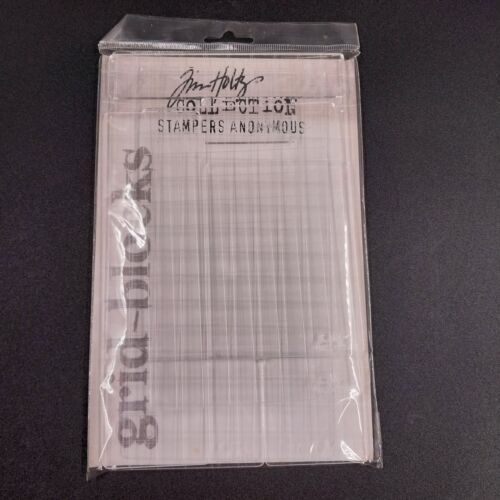 Tim Holtz
COLLECTION
STAMPERS ANONYMOUS
grid-blocks